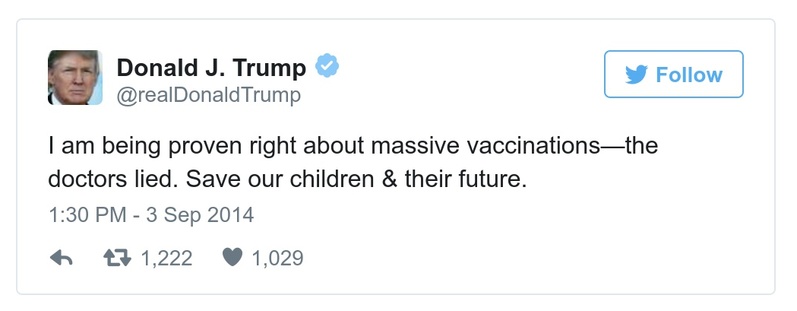 Donald J. Trump
@realDonaldTrump
Follow
I am being proven right about massive vaccinations—the
doctors lied. Save our children & their future.
1:30 PM - 3 Sep 2014
1,222 1,029